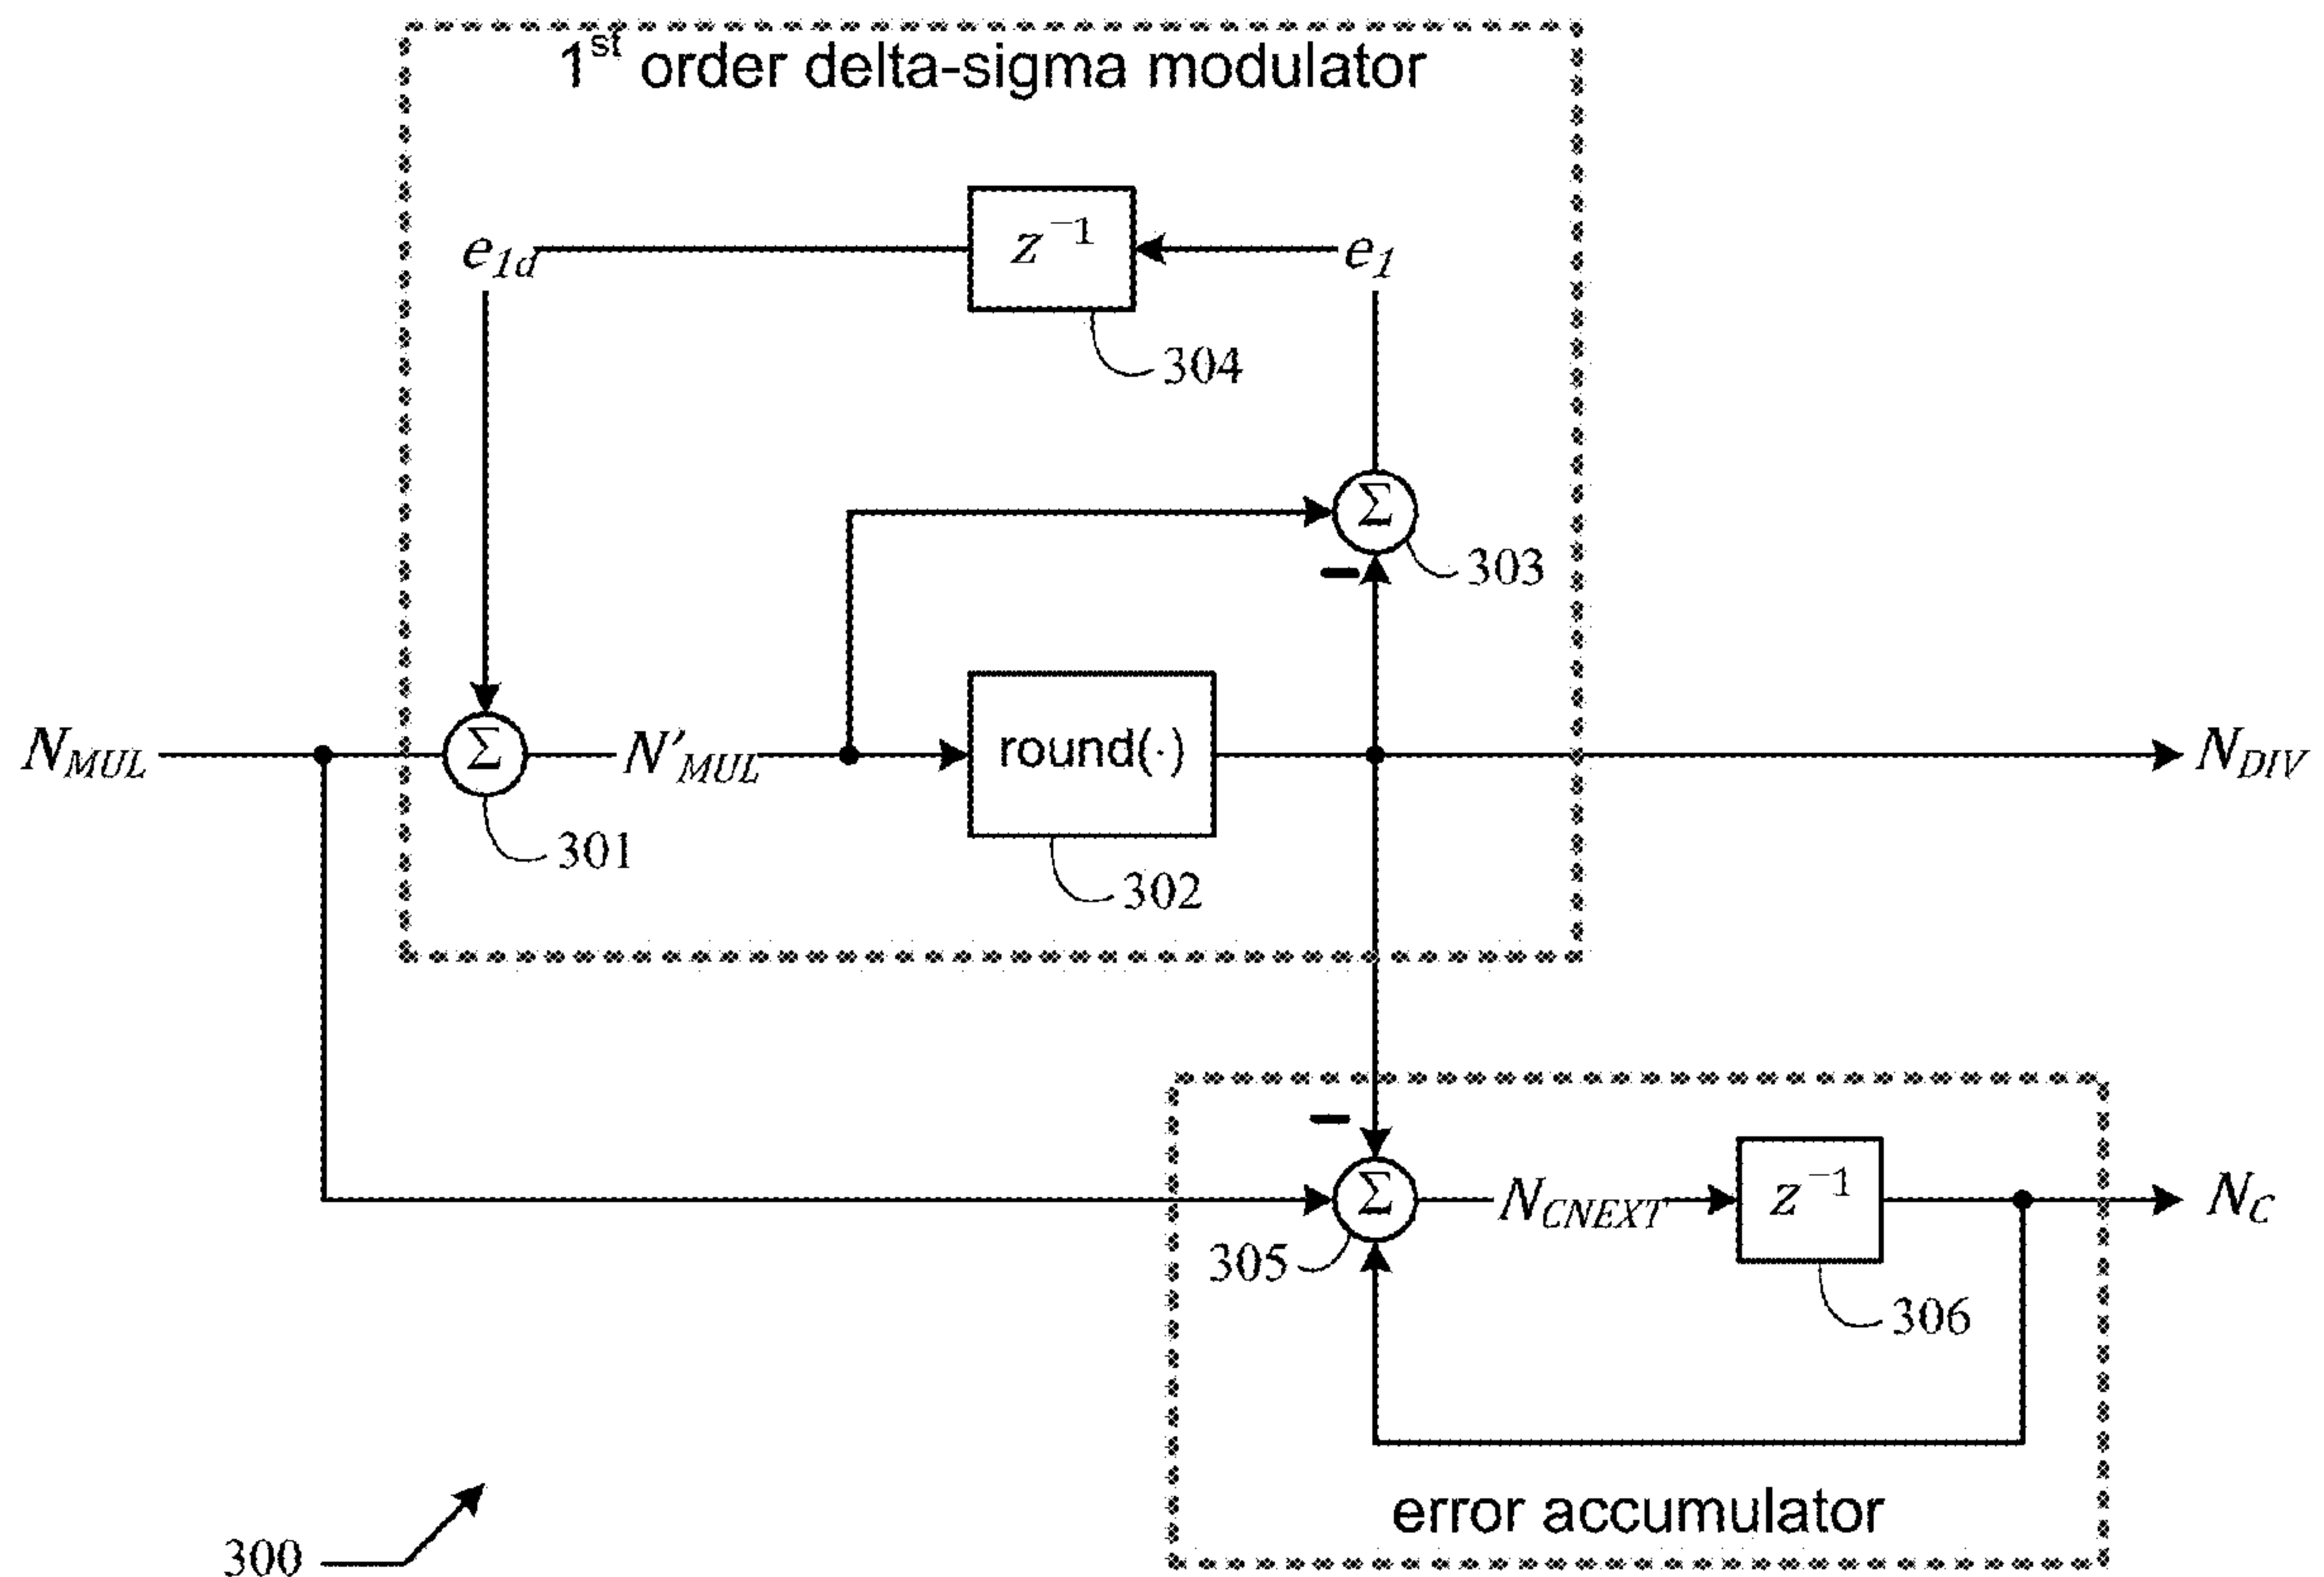 1st order delta-sigma modulator
e1d
z−1
e1
304
Σ
303
−
NMUL
Σ
N'MUL
round(·)
NDIV
301
302
−
Σ
NCNEXT
z−1
NC
305
306
error accumulator
300